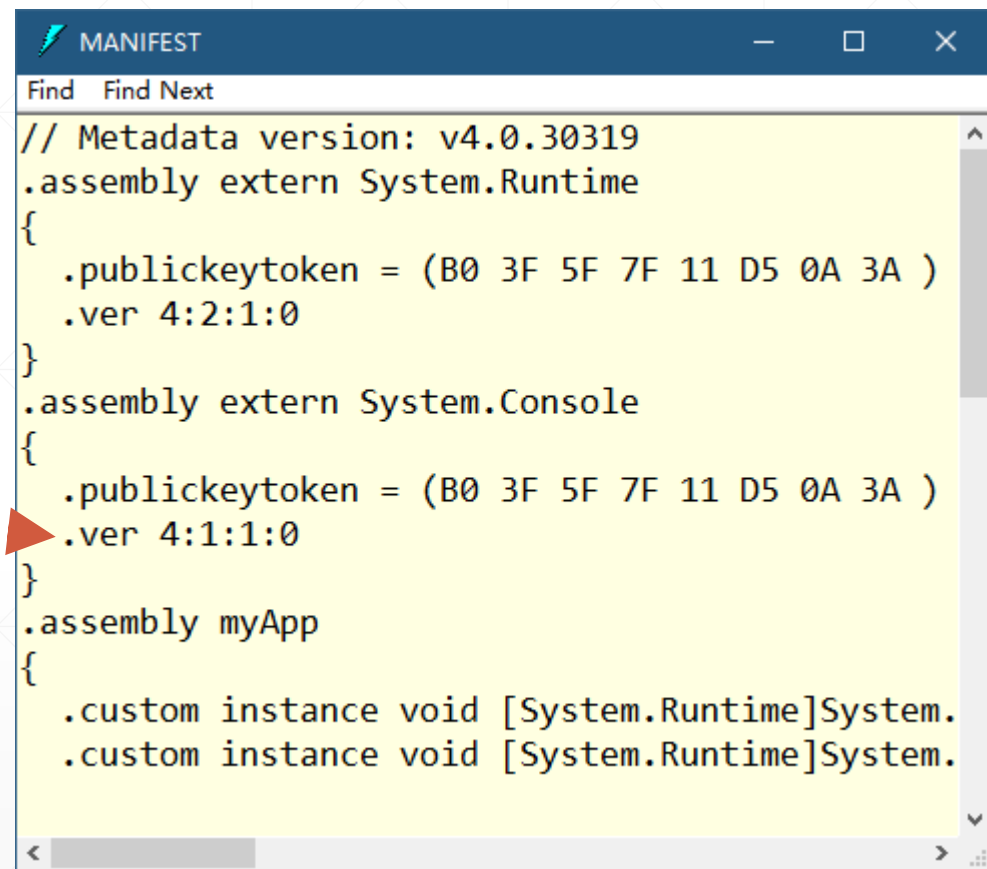 MANIFEST
Find Find Next
// Metadata version: v4.0.30319
.assembly extern System.Runtime
{
  .publickeytoken = (B0 3F 5F 7F 11 D5 0A 3A )
  .ver 4:2:1:0
}
.assembly extern System.Console
{
  .publickeytoken = (B0 3F 5F 7F 11 D5 0A 3A )
  .ver 4:1:1:0
}
.assembly myApp
{
  .custom instance void [System.Runtime]System.
  .custom instance void [System.Runtime]System.